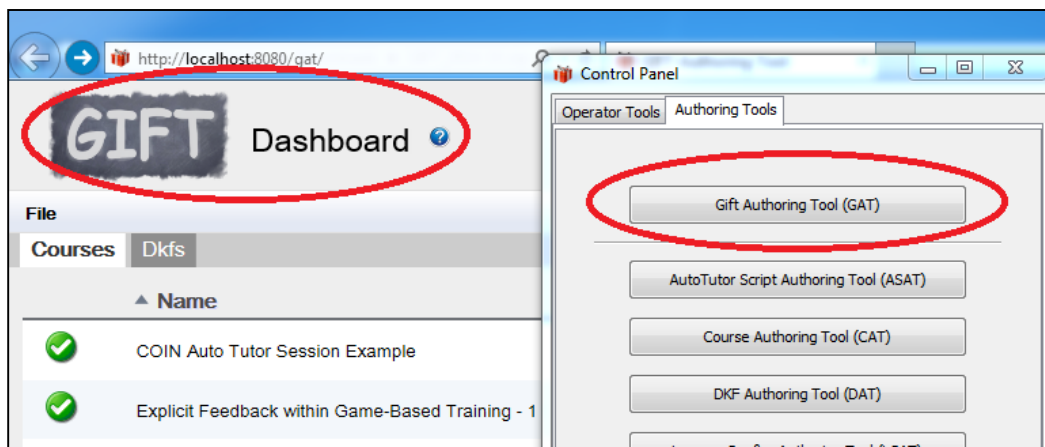 http://localhost:8080/gat/
GIFT Dashboard ?
File
Courses Dkfs
Name
COIN Auto Tutor Session Example
Explicit Feedback within Game-Based Training - 1
Control Panel
Operator Tools Authoring Tools
Gift Authoring Tool (GAT)
AutoTutor Script Authoring Tool (ASAT)
Course Authoring Tool (CAT)
DKF Authoring Tool (DAT)